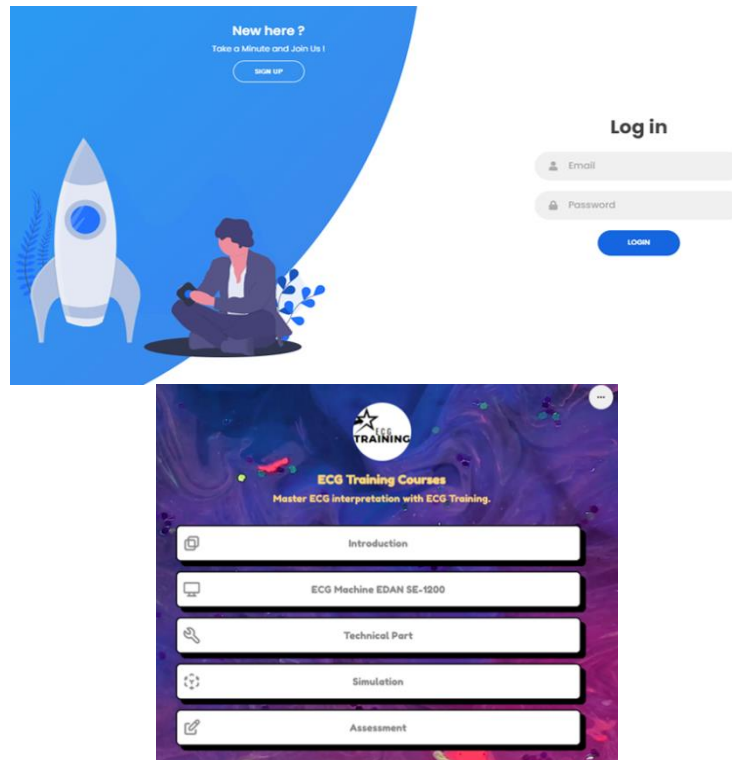 New here ?
Take a Minute and Join Us !
SIGN UP
Log in
Email
Password
LOGIN
...
ECG
TRAINING
ECG Training Courses
Master ECG interpretation with ECG Training.
Introduction
ECG Machine EDAN SE-1200
Technical Part
Simulation
Assessment